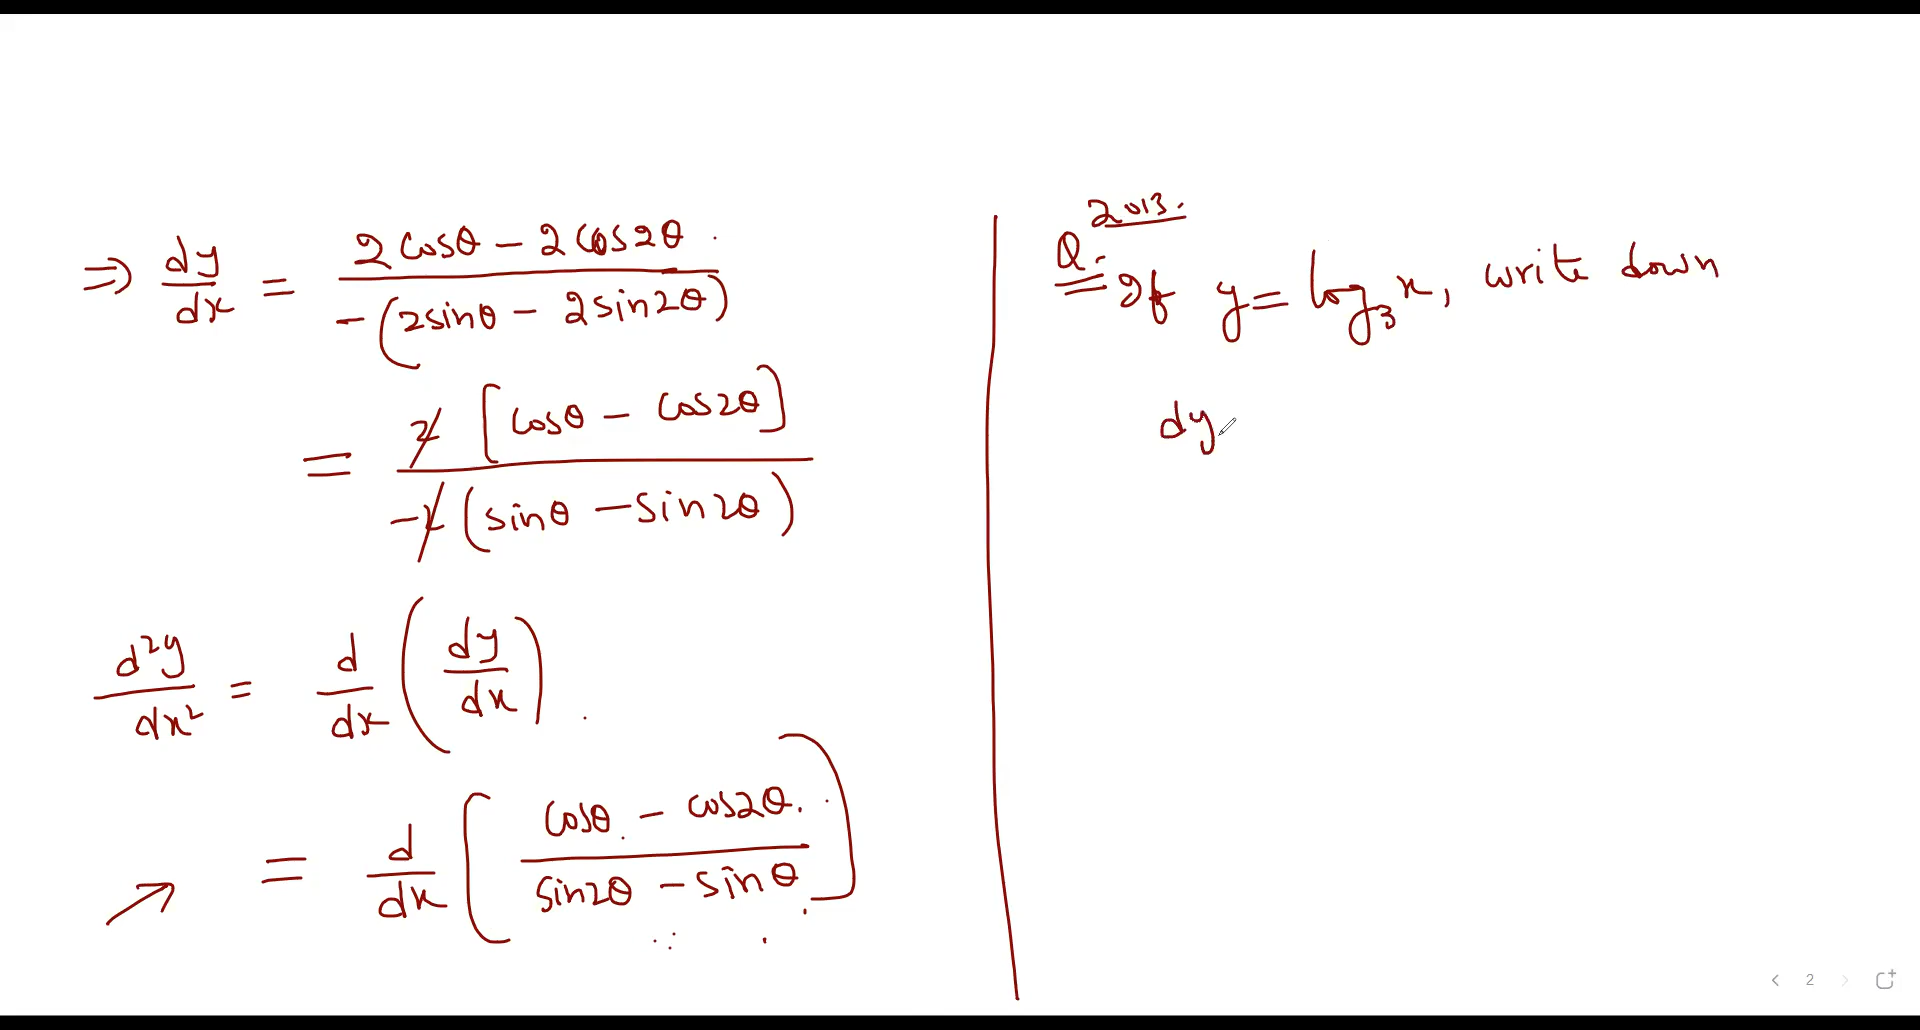 ⇒ dy/dx = (2cosθ − 2cos2θ)/−(2sinθ − 2sin2θ)
= 2[cosθ − cos2θ]/−2(sinθ − sin2θ)
d²y/dx² = d/dx (dy/dx)
= d/dx [(cosθ − cos2θ)/(sin2θ − sinθ)]
2013.
Q. If y = log₃x, write down
dy
2